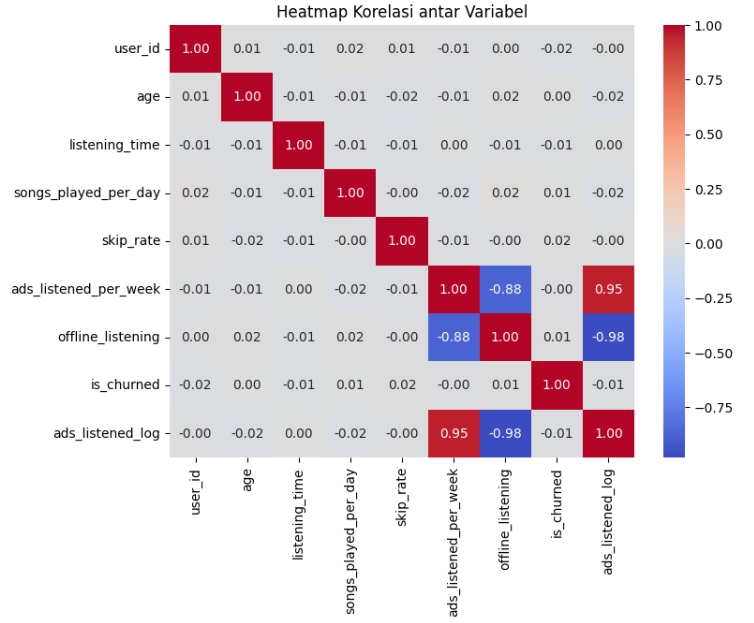 Heatmap Korelasi antar Variabel
user_id 1.00 0.01 -0.01 0.02 0.01 -0.01 0.00 -0.02 -0.00
age 0.01 1.00 -0.01 -0.01 -0.02 -0.01 0.02 0.00 -0.02
listening_time -0.01 -0.01 1.00 -0.01 -0.01 0.00 -0.01 -0.01 0.00
songs_played_per_day 0.02 -0.01 -0.01 1.00 -0.00 -0.02 0.02 0.01 -0.02
skip_rate 0.01 -0.02 -0.01 -0.00 1.00 -0.01 -0.00 0.02 -0.00
ads_listened_per_week -0.01 -0.01 0.00 -0.02 -0.01 1.00 -0.88 -0.00 0.95
offline_listening 0.00 0.02 -0.01 0.02 -0.00 -0.88 1.00 0.01 -0.98
is_churned -0.02 0.00 -0.01 0.01 0.02 -0.00 0.01 1.00 -0.01
ads_listened_log -0.00 -0.02 0.00 -0.02 -0.00 0.95 -0.98 -0.01 1.00
user_id
age
listening_time
songs_played_per_day
skip_rate
ads_listened_per_week
offline_listening
is_churned
ads_listened_log
1.00
0.75
0.50
0.25
0.00
−0.25
−0.50
−0.75